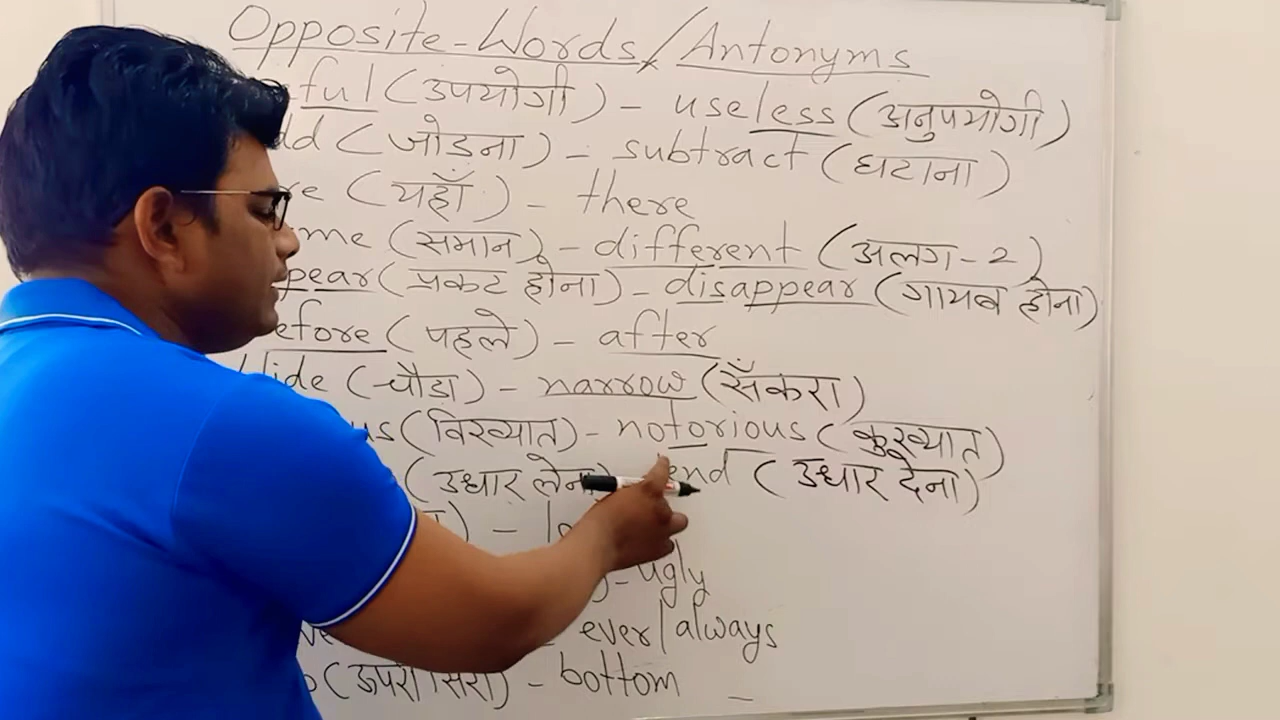 Opposite-Words/Antonyms
ful (उपयोगी) - useless (अनुपयोगी)
dd (जोड़ना) - subtract (घटाना)
re (यहाँ) - there
me (समान) - different (अलग-2)
pear (प्रकट होना) - disappear (गायब होना)
efore (पहले) - after
ide (चौड़ा) - narrow (सँकरा)
us (विख्यात) - notorious (कुख्यात)
(उधार लेना) end (उधार देना)
- ugly
ever/always
(ऊपरी सिरा) - bottom